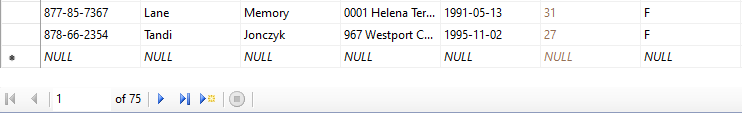 877-85-7367 Lane Memory 0001 Helena Ter... 1991-05-13 31 F
878-66-2354 Tandi Jonczyk 967 Westport C... 1995-11-02 27 F
NULL NULL NULL NULL NULL NULL NULL
1 of 75